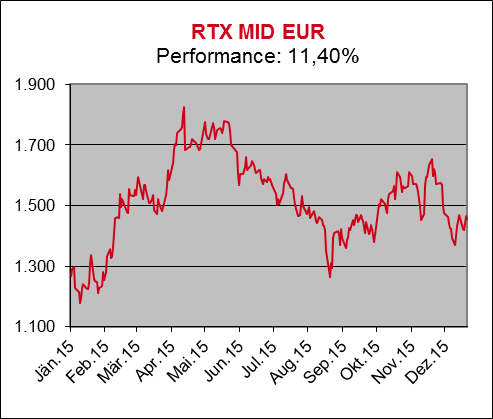 RTX MID EUR
Performance: 11,40%
1.900
1.700
1.500
1.300
1.100
Jän.15
Feb.15
Mär.15
Apr.15
Mai.15
Jun.15
Jul.15
Aug.15
Sep.15
Okt.15
Nov.15
Dez.15